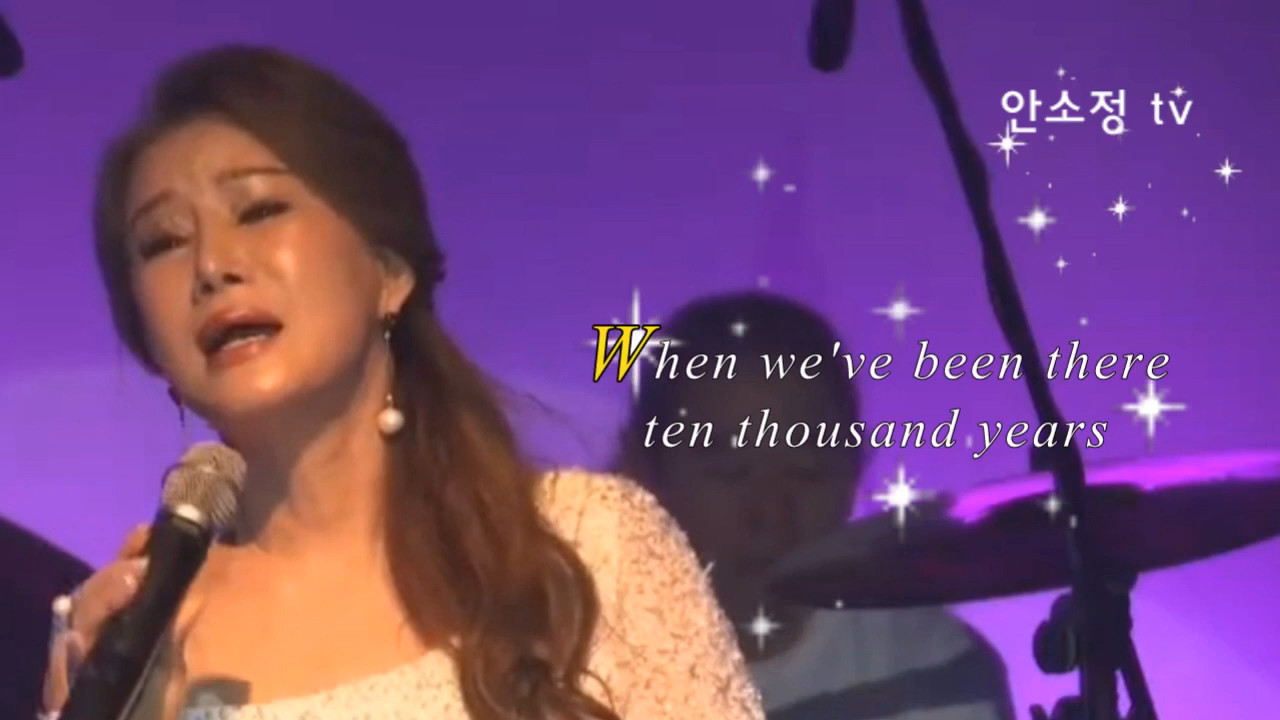 안소정 tv
When we've been there
ten thousand years